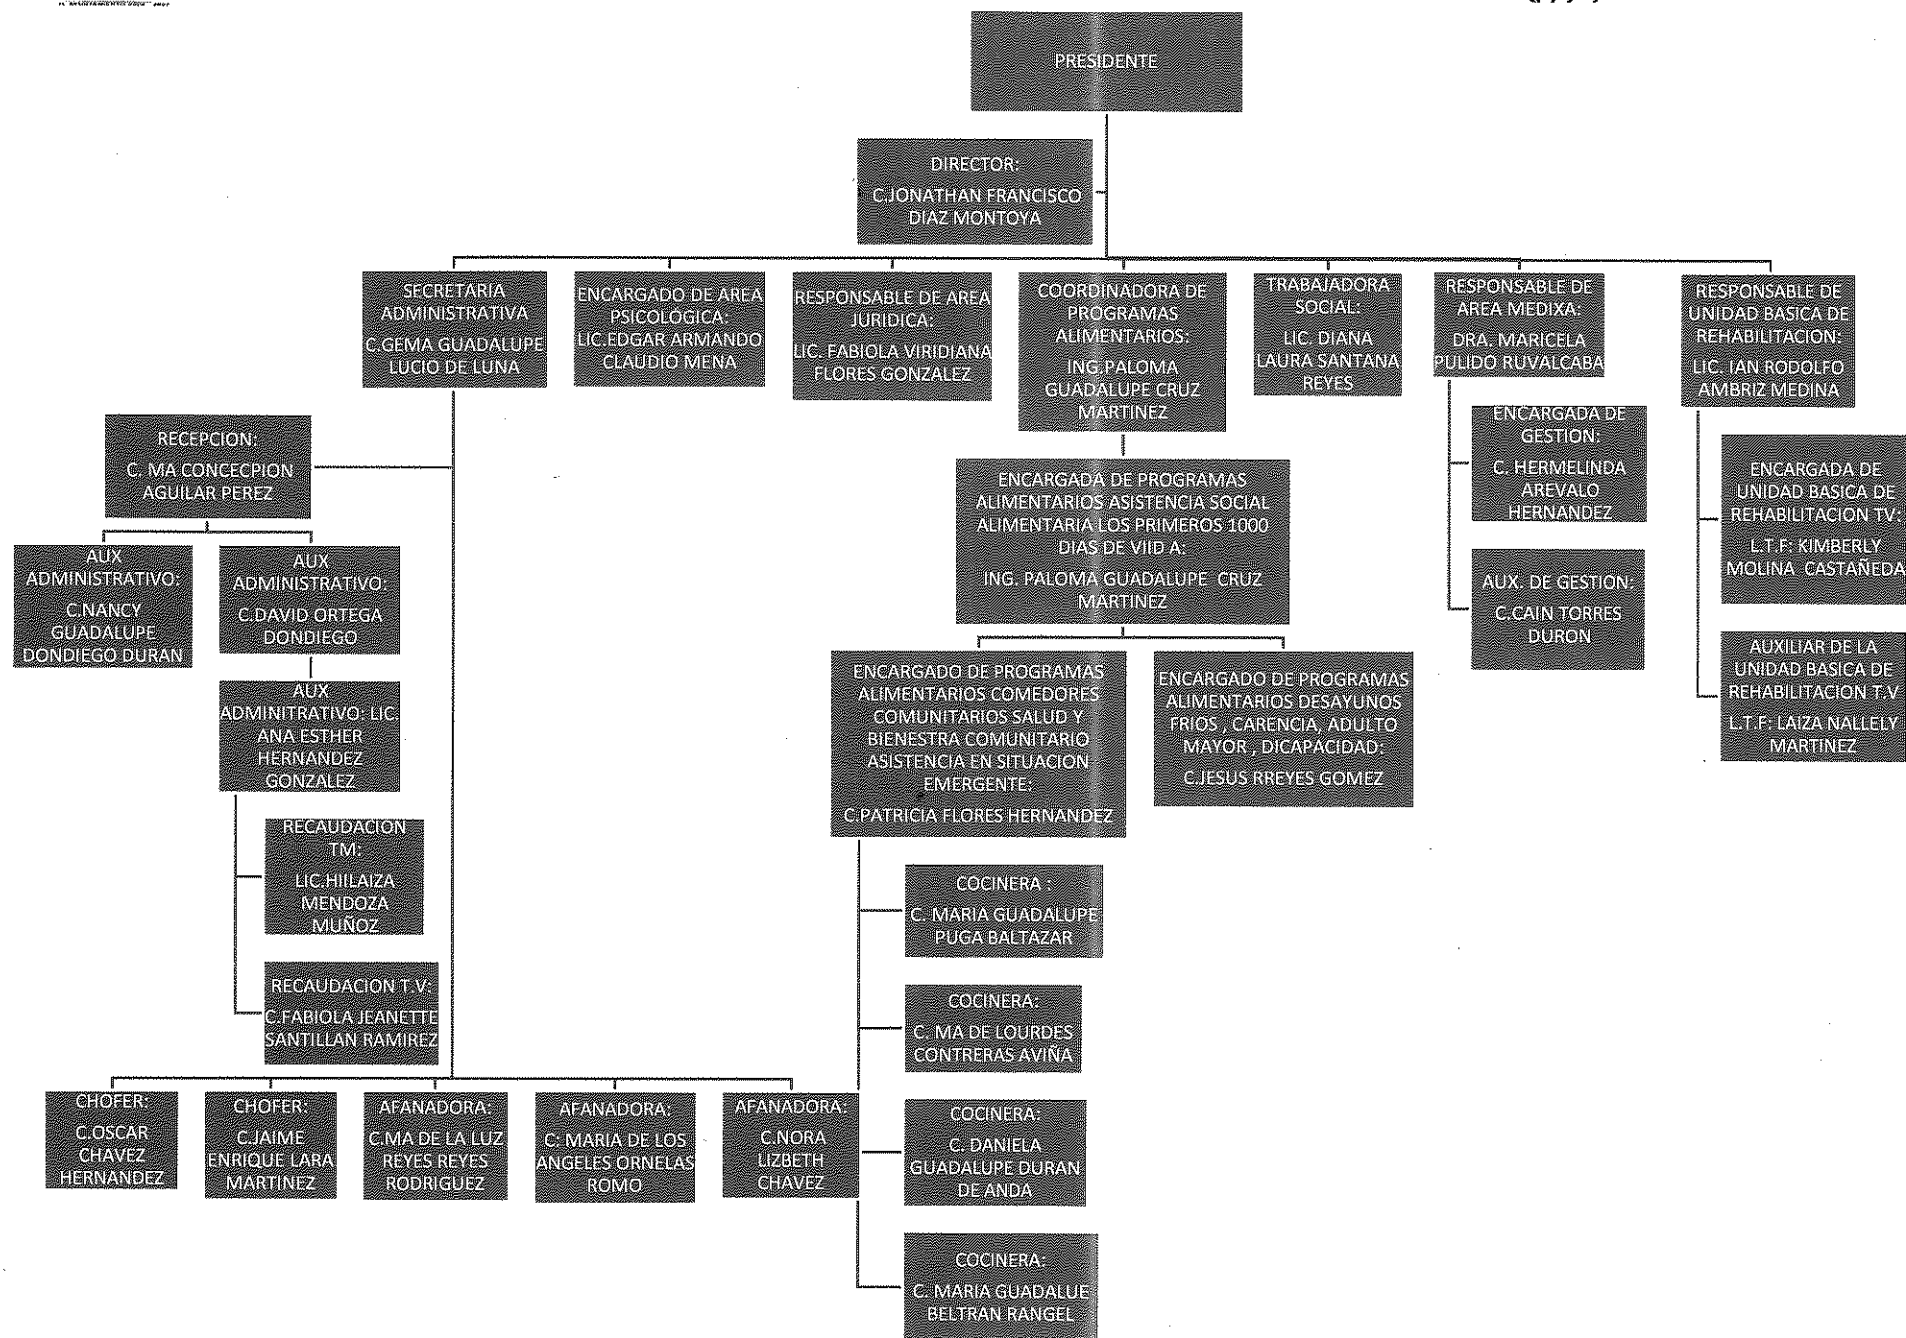 PRESIDENTE
DIRECTOR:
C.JONATHAN FRANCISCO
DIAZ MONTOYA
SECRETARIA
ADMINISTRATIVA
C.GEMA GUADALUPE
LUCIO DE LUNA
ENCARGADO DE AREA
PSICOLOGICA:
LIC.EDGAR ARMANDO
CLAUDIO MENA
RESPONSABLE DE AREA
JURIDICA:
LIC. FABIOLA VIRIDIANA
FLORES GONZALEZ
COORDINADORA DE
PROGRAMAS
ALIMENTARIOS:
ING.PALOMA
GUADALUPE CRUZ
MARTINEZ
TRABAJADORA
SOCIAL:
LIC. DIANA
LAURA SANTANA
REYES
RESPONSABLE DE
AREA MEDIXA:
DRA. MARICELA
PULIDO RUVALCABA
RESPONSABLE DE
UNIDAD BASICA DE
REHABILITACION:
LIC. IAN RODOLFO
AMBRIZ MEDINA
RECEPCION:
C. MA CONCECPION
AGUILAR PEREZ
AUX
ADMINISTRATIVO:
C.NANCY
GUADALUPE
DONDIEGO DURAN
AUX
ADMINISTRATIVO:
C.DAVID ORTEGA
DONDIEGO
AUX
ADMINITRATIVO: LIC.
ANA ESTHER
HERNANDEZ
GONZALEZ
RECAUDACION
TM:
LIC.HIILAIZA
MENDOZA
MUÑOZ
RECAUDACION T.V:
C.FABIOLA JEANETTE
SANTILLAN RAMIREZ
ENCARGADA DE PROGRAMAS
ALIMENTARIOS ASISTENCIA SOCIAL
ALIMENTARIA LOS PRIMEROS 1000
DIAS DE VIID A:
ING. PALOMA GUADALUPE CRUZ
MARTINEZ
ENCARGADO DE PROGRAMAS
ALIMENTARIOS COMEDORES
COMUNITARIOS SALUD Y
BIENESTRA COMUNITARIO
ASISTENCIA EN SITUACION
EMERGENTE:
C.PATRICIA FLORES HERNANDEZ
ENCARGADO DE PROGRAMAS
ALIMENTARIOS DESAYUNOS
FRIOS , CARENCIA, ADULTO
MAYOR , DICAPACIDAD:
C.JESUS RREYES GOMEZ
ENCARGADA DE
GESTION:
C. HERMELINDA
AREVALO
HERNANDEZ
AUX. DE GESTION:
C.CAIN TORRES
DURON
ENCARGADA DE
UNIDAD BASICA DE
REHABILITACION TV:
L.T.F: KIMBERLY
MOLINA CASTAÑEDA
AUXILIAR DE LA
UNIDAD BASICA DE
REHABILITACION T.V
L.T.F: LAIZA NALLELY
MARTINEZ
COCINERA :
C. MARIA GUADALUPE
PUGA BALTAZAR
COCINERA:
C. MA DE LOURDES
CONTRERAS AVIÑA
COCINERA:
C. DANIELA
GUADALUPE DURAN
DE ANDA
COCINERA:
C. MARIA GUADALUE
BELTRAN RANGEL
CHOFER:
C.OSCAR
CHAVEZ
HERNANDEZ
CHOFER:
C.JAIME
ENRIQUE LARA
MARTINEZ
AFANADORA:
C.MA DE LA LUZ
REYES REYES
RODRIGUEZ
AFANADORA:
C: MARIA DE LOS
ANGELES ORNELAS
ROMO
AFANADORA:
C.NORA
LIZBETH
CHAVEZ